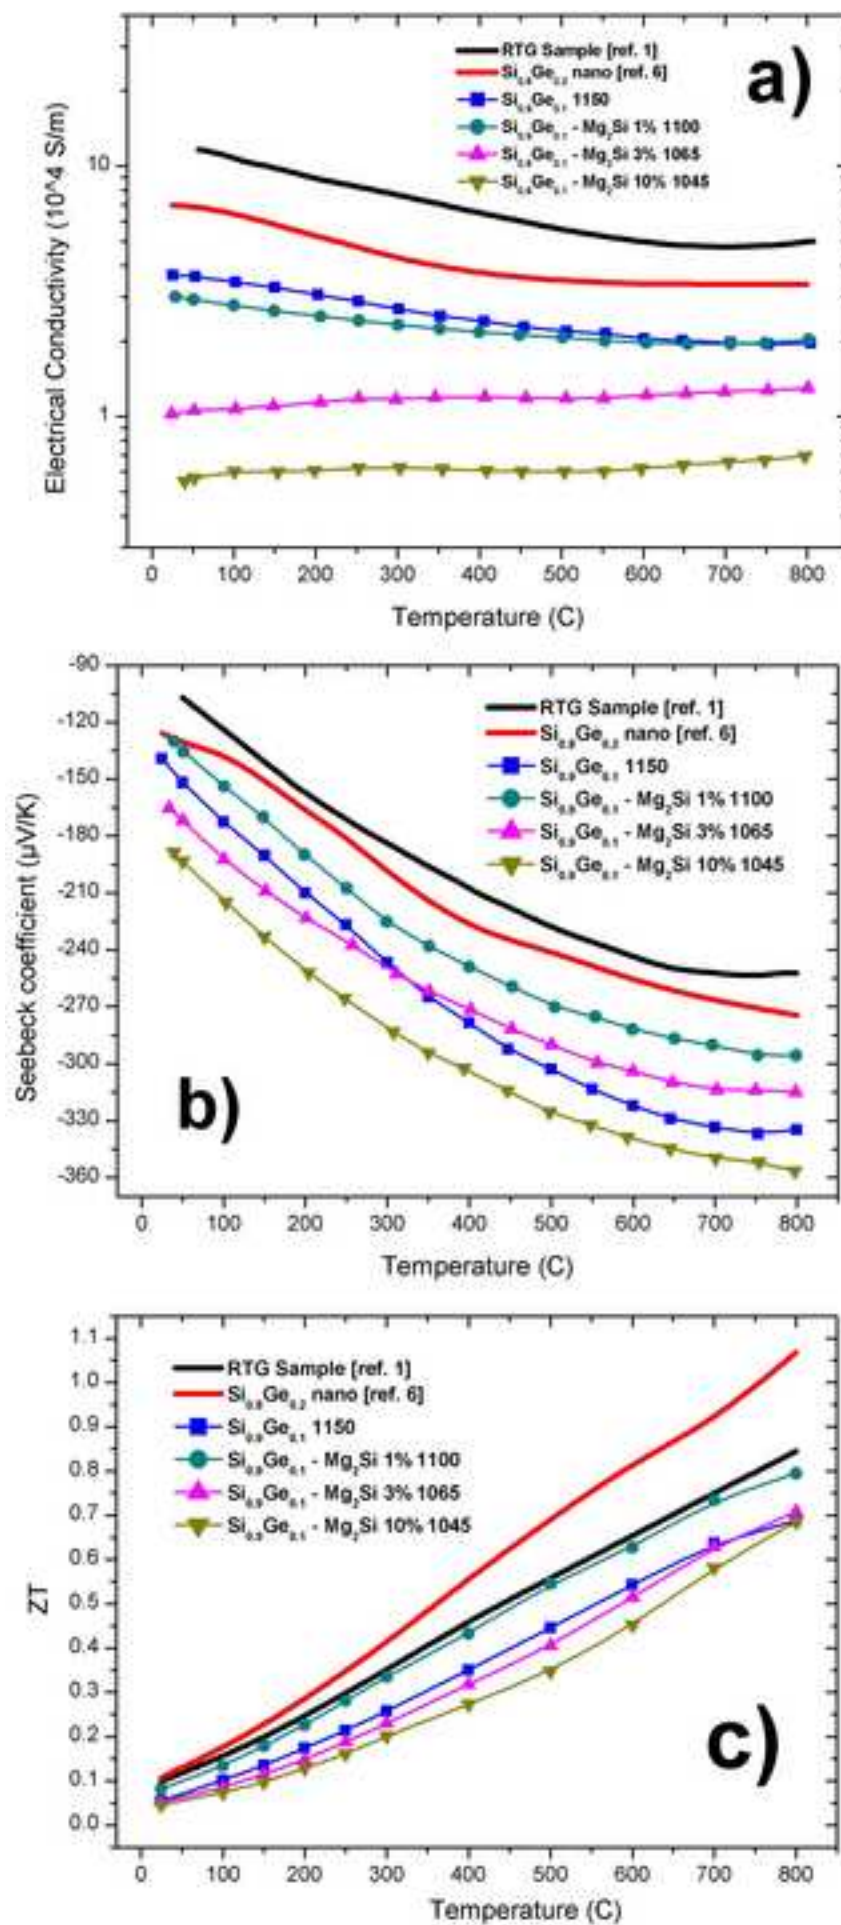 a)
RTG Sample [ref. 1]
Si0.8Ge0.2 nano [ref. 6]
Si0.9Ge0.1 1150
Si0.9Ge0.1 - Mg2Si 1% 1100
Si0.9Ge0.1 - Mg2Si 3% 1065
Si0.9Ge0.1 - Mg2Si 10% 1045
Electrical Conductivity (10^4 S/m)
10
1
0 100 200 300 400 500 600 700 800
Temperature (C)
-90
-120
-150
-180
-210
-240
-270
-300
-330
-360
Seebeck coefficient (µV/K)
RTG Sample [ref. 1]
Si0.8Ge0.2 nano [ref. 6]
Si0.9Ge0.1 1150
Si0.9Ge0.1 - Mg2Si 1% 1100
Si0.9Ge0.1 - Mg2Si 3% 1065
Si0.9Ge0.1 - Mg2Si 10% 1045
b)
0 100 200 300 400 500 600 700 800
Temperature (C)
1.1
1.0
0.9
0.8
0.7
0.6
0.5
0.4
0.3
0.2
0.1
0.0
ZT
RTG Sample [ref. 1]
Si0.8Ge0.2 nano [ref. 6]
Si0.9Ge0.1 1150
Si0.9Ge0.1 - Mg2Si 1% 1100
Si0.9Ge0.1 - Mg2Si 3% 1065
Si0.9Ge0.1 - Mg2Si 10% 1045
c)
0 100 200 300 400 500 600 700 800
Temperature (C)